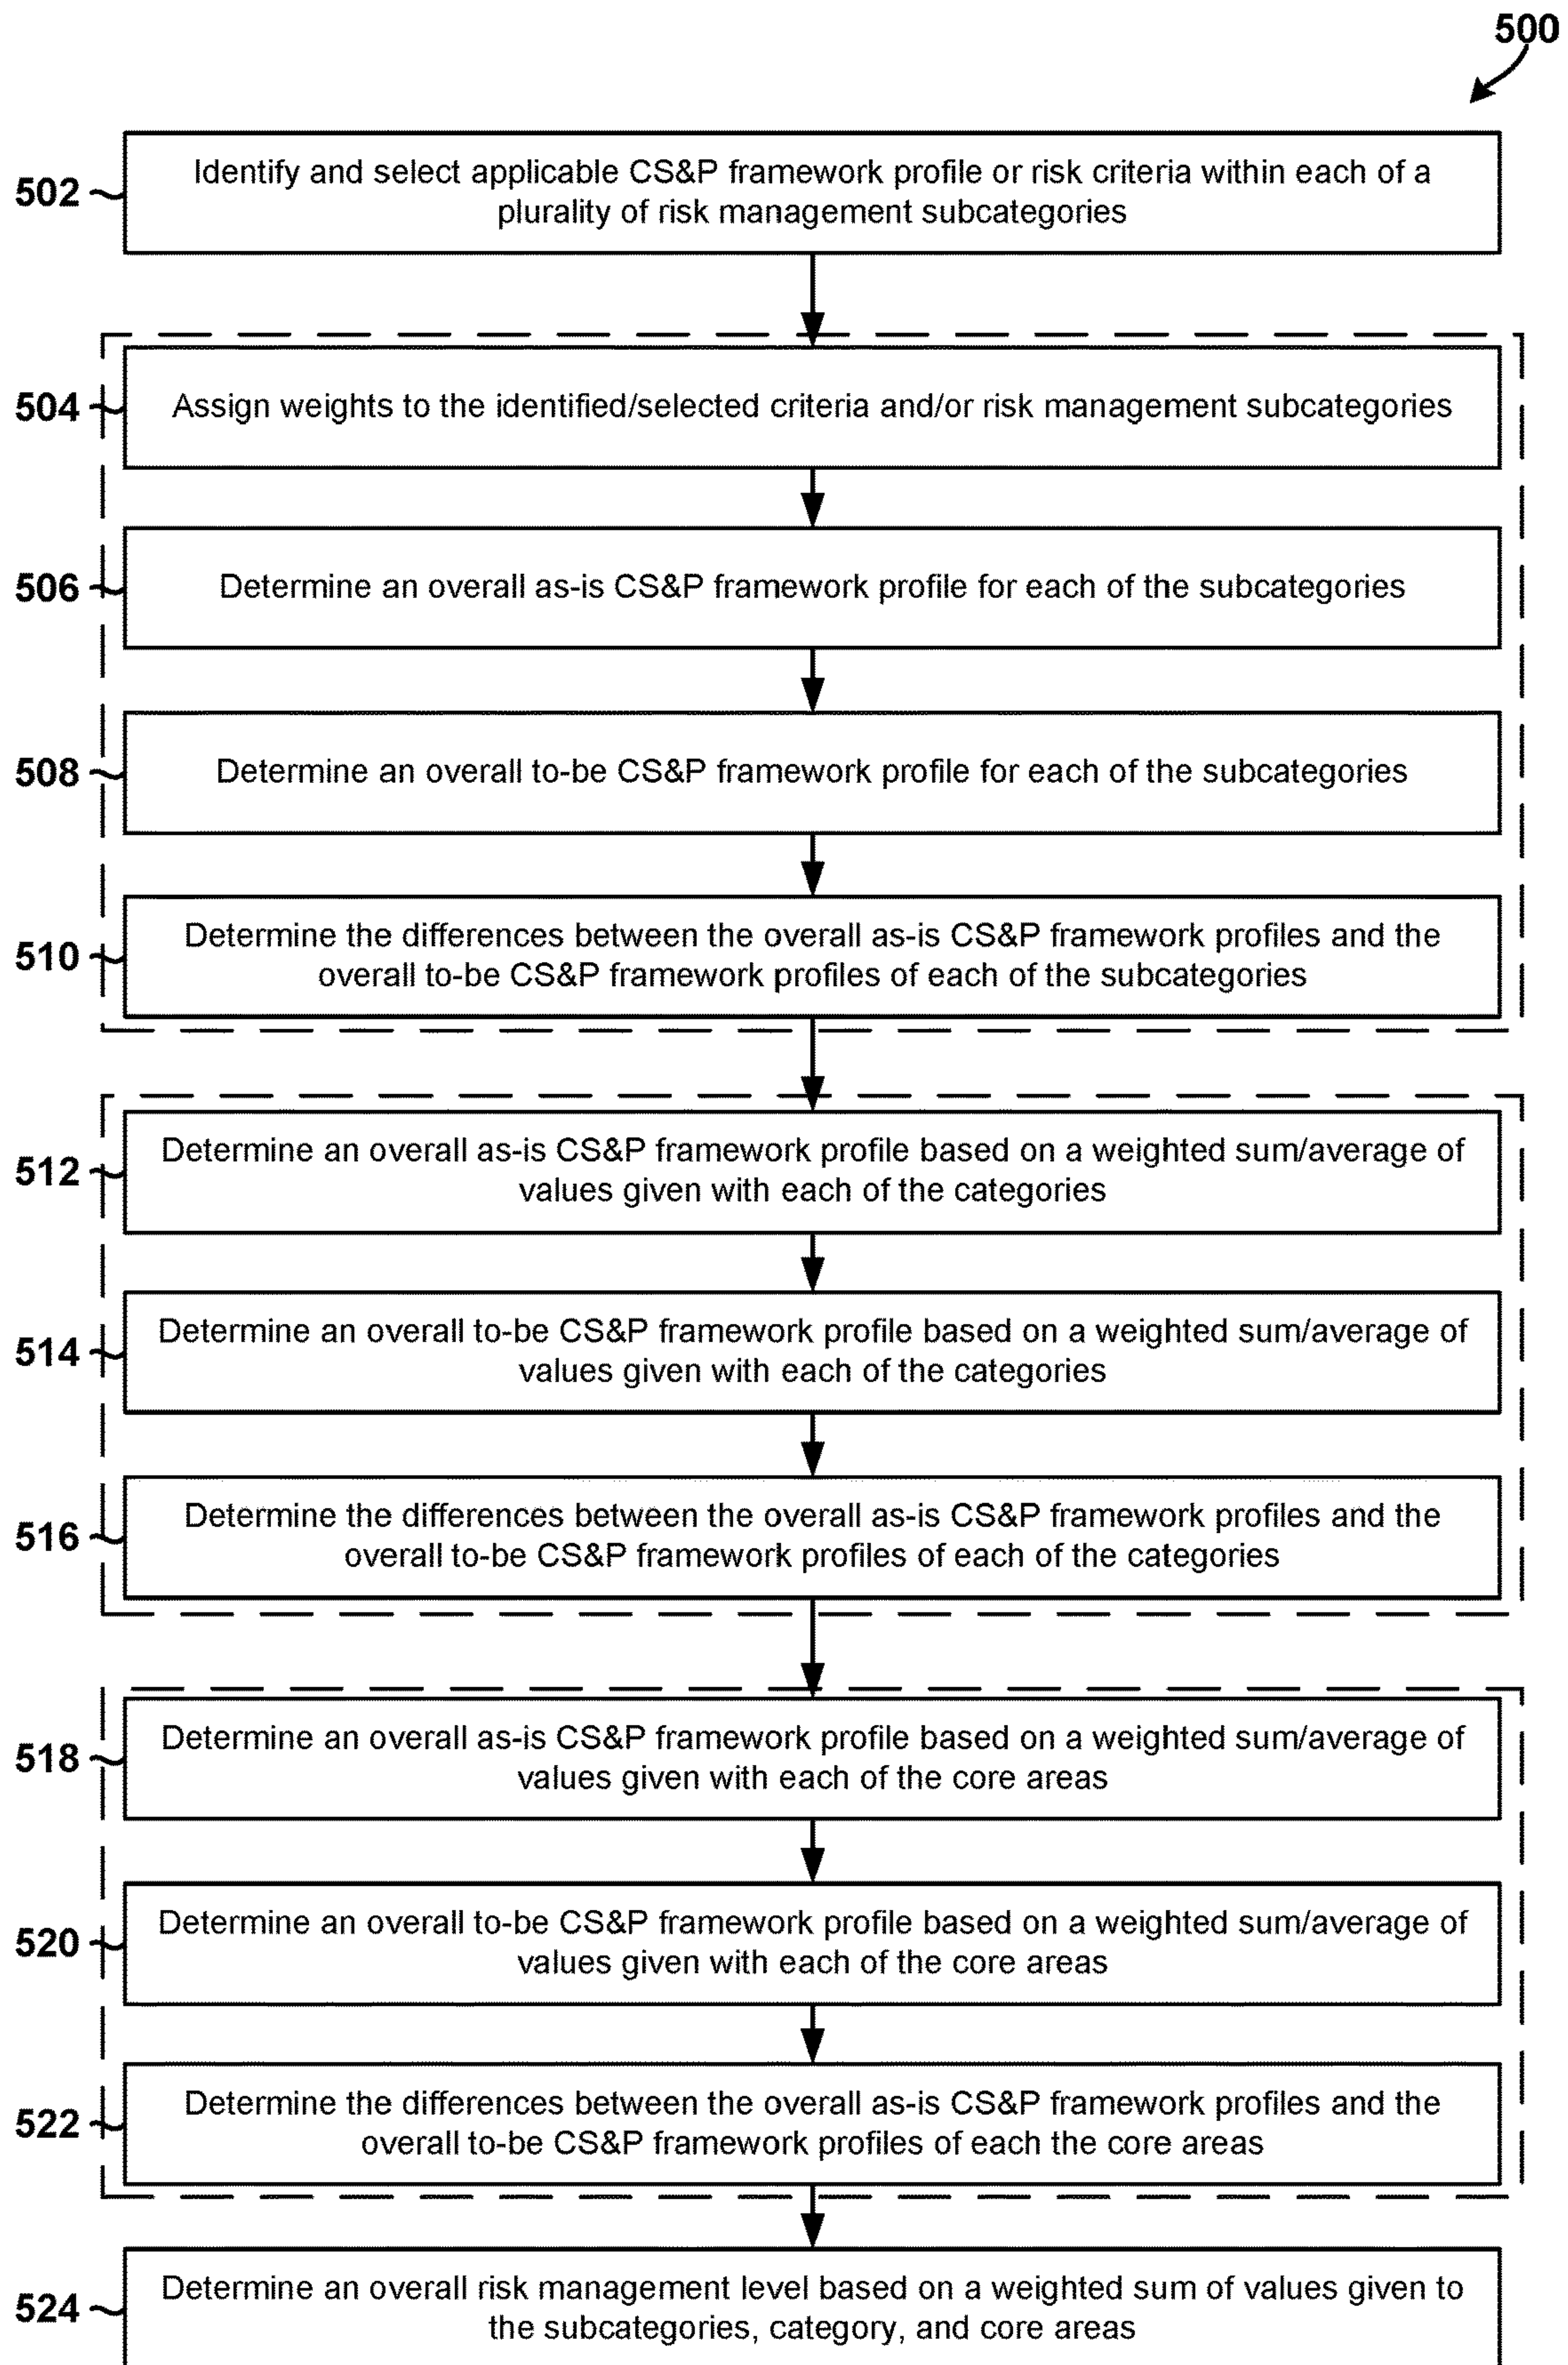 500
502
Identify and select applicable CS&P framework profile or risk criteria within each of a
plurality of risk management subcategories
504
Assign weights to the identified/selected criteria and/or risk management subcategories
506
Determine an overall as-is CS&P framework profile for each of the subcategories
508
Determine an overall to-be CS&P framework profile for each of the subcategories
510
Determine the differences between the overall as-is CS&P framework profiles and the
overall to-be CS&P framework profiles of each of the subcategories
512
Determine an overall as-is CS&P framework profile based on a weighted sum/average of
values given with each of the categories
514
Determine an overall to-be CS&P framework profile based on a weighted sum/average of
values given with each of the categories
516
Determine the differences between the overall as-is CS&P framework profiles and the
overall to-be CS&P framework profiles of each of the categories
518
Determine an overall as-is CS&P framework profile based on a weighted sum/average of
values given with each of the core areas
520
Determine an overall to-be CS&P framework profile based on a weighted sum/average of
values given with each of the core areas
522
Determine the differences between the overall as-is CS&P framework profiles and the
overall to-be CS&P framework profiles of each the core areas
524
Determine an overall risk management level based on a weighted sum of values given to
the subcategories, category, and core areas